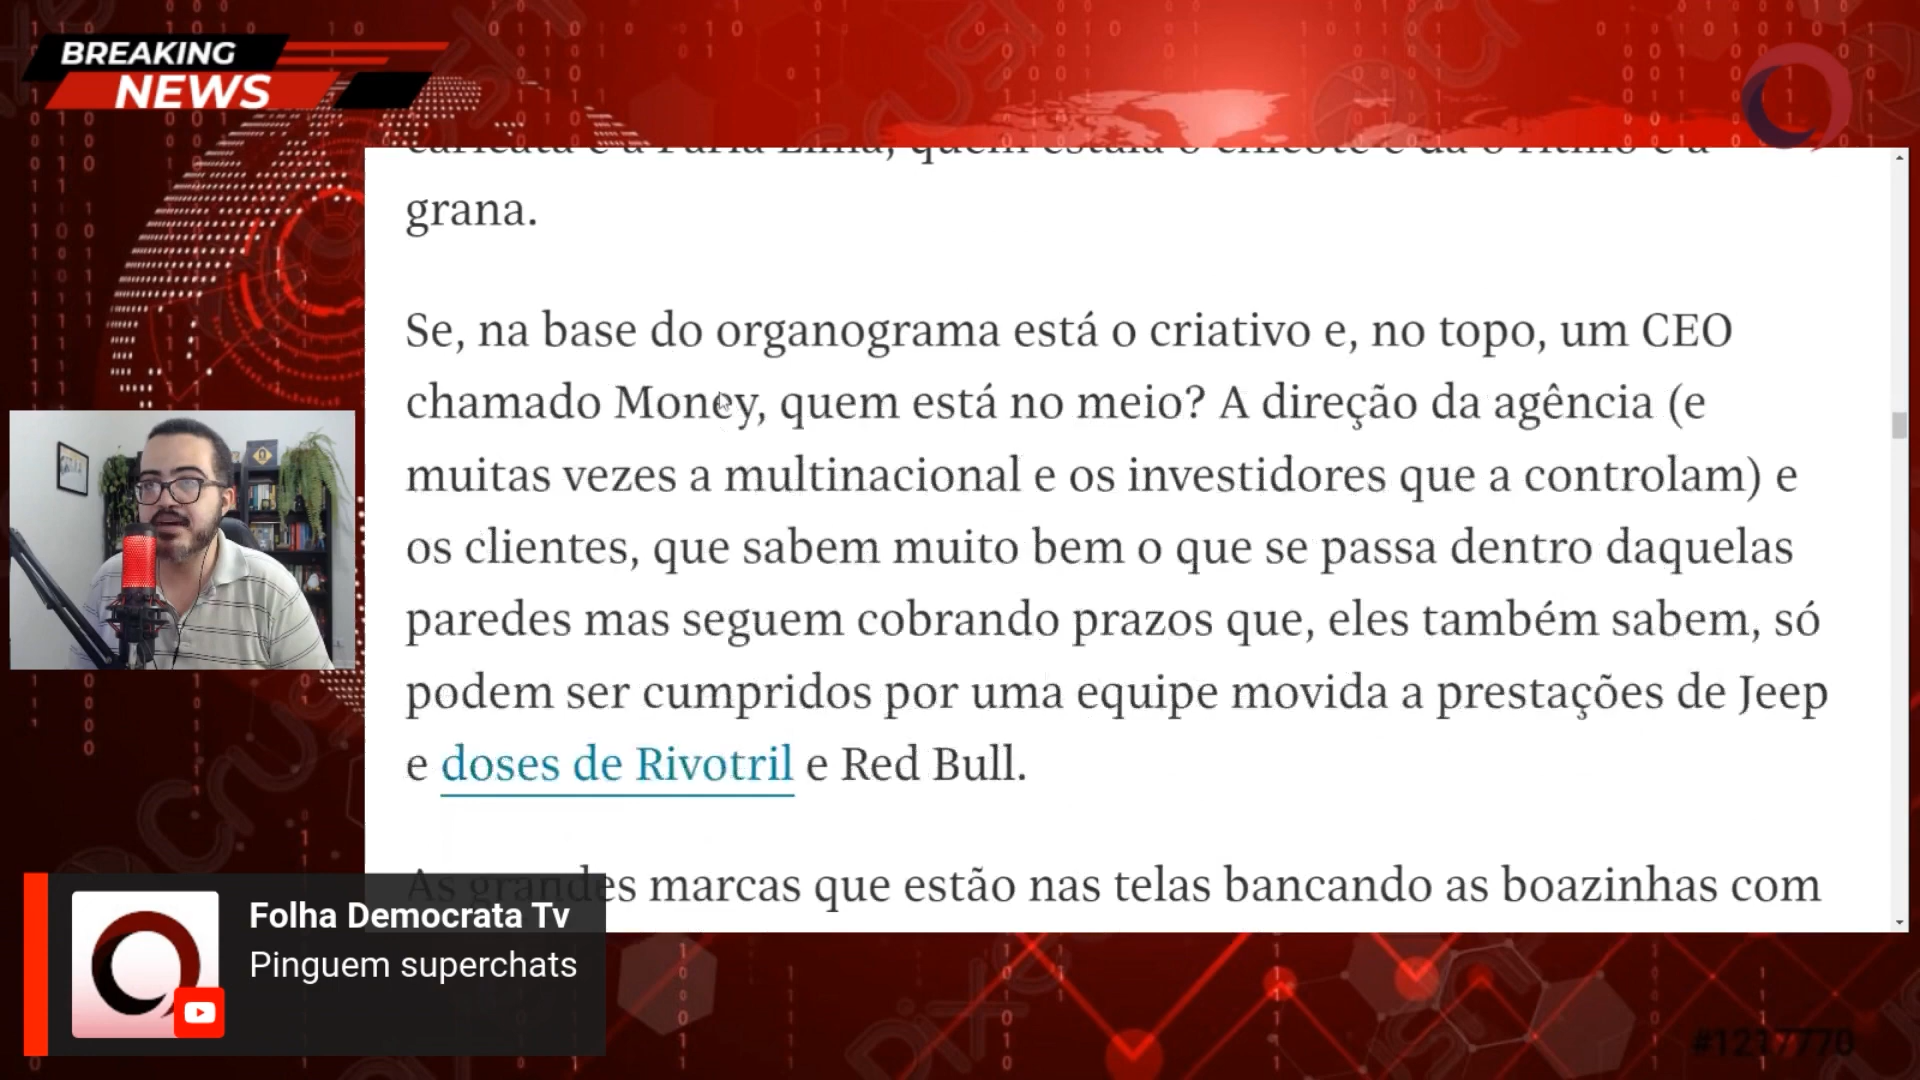 BREAKING
NEWS
grana.
Se, na base do organograma está o criativo e, no topo, um CEO
chamado Money, quem está no meio? A direção da agência (e
muitas vezes a multinacional e os investidores que a controlam) e
os clientes, que sabem muito bem o que se passa dentro daquelas
paredes mas seguem cobrando prazos que, eles também sabem, só
podem ser cumpridos por uma equipe movida a prestações de Jeep
e doses de Rivotril e Red Bull.
As grandes marcas que estão nas telas bancando as boazinhas com
Folha Democrata Tv
Pinguem superchats
#1217770